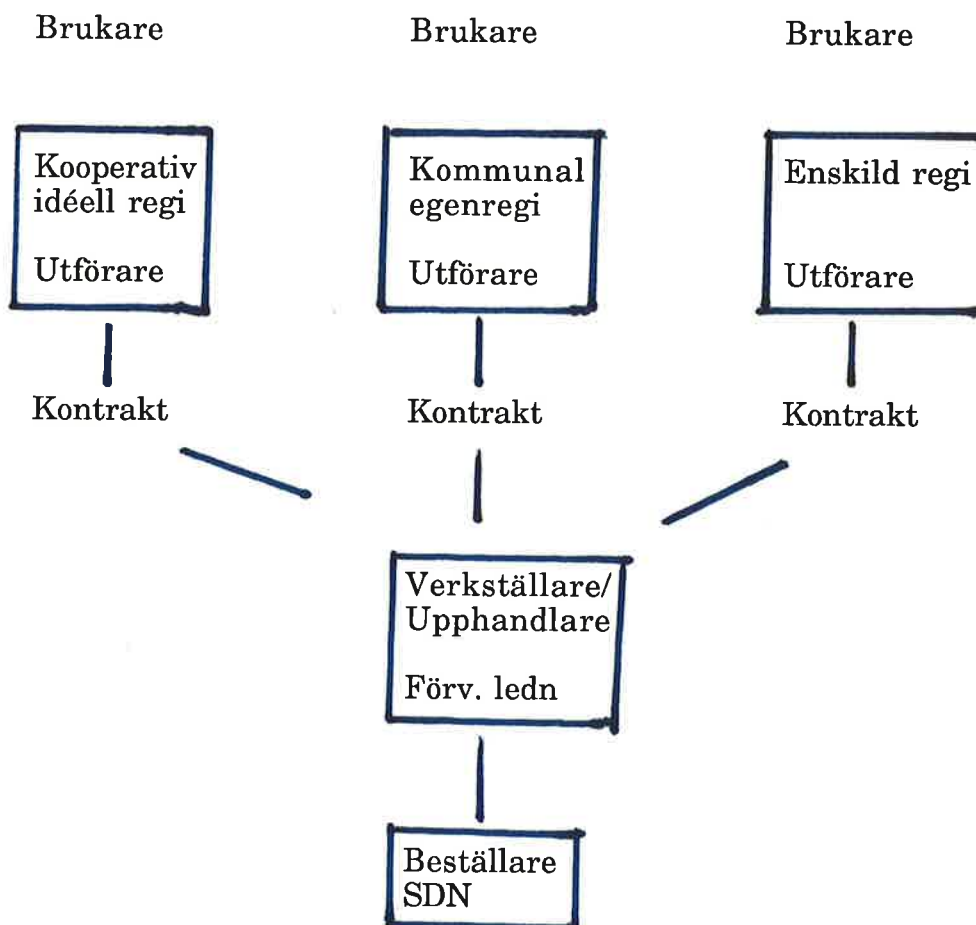 Brukare
Brukare
Brukare
Kooperativ
idéell regi
Utförare
Kommunal
egenregi
Utförare
Enskild regi
Utförare
Kontrakt
Kontrakt
Kontrakt
Verkställare/
Upphandlare
Förv. ledn
Beställare
SDN